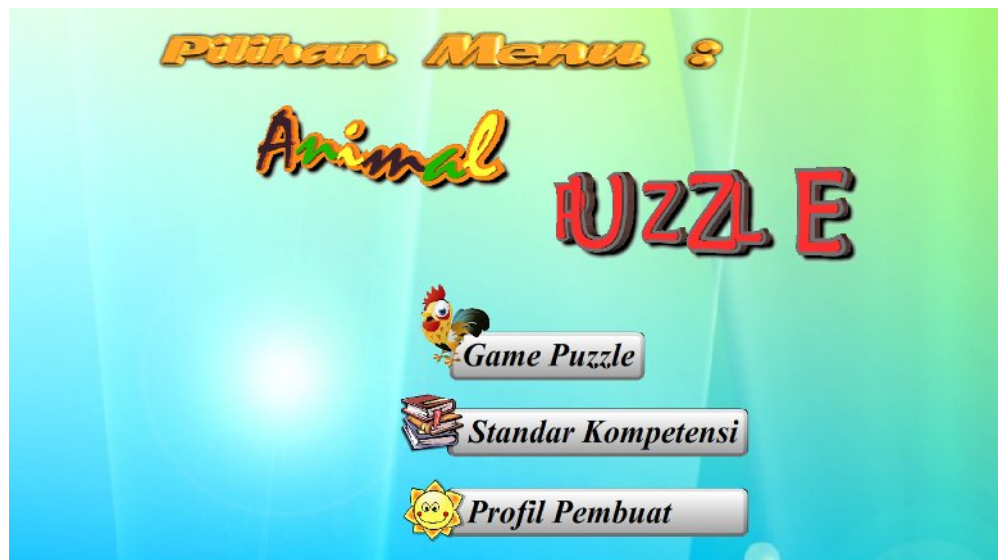 Pilihan Menu :
Animal
PUZZLE
Game Puzzle
Standar Kompetensi
Profil Pembuat